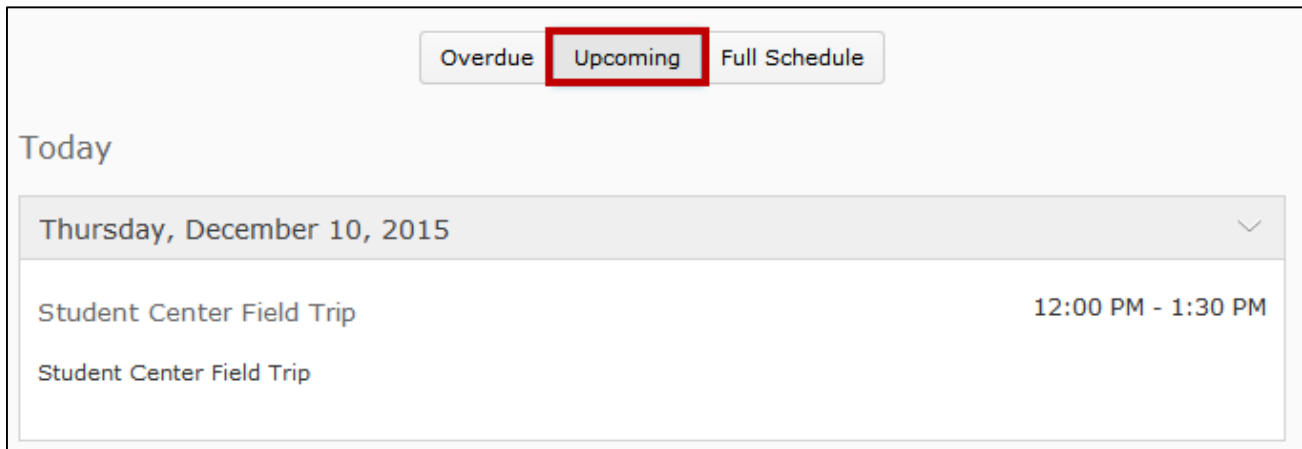 Overdue Upcoming Full Schedule
Today
Thursday, December 10, 2015
Student Center Field Trip 12:00 PM - 1:30 PM
Student Center Field Trip